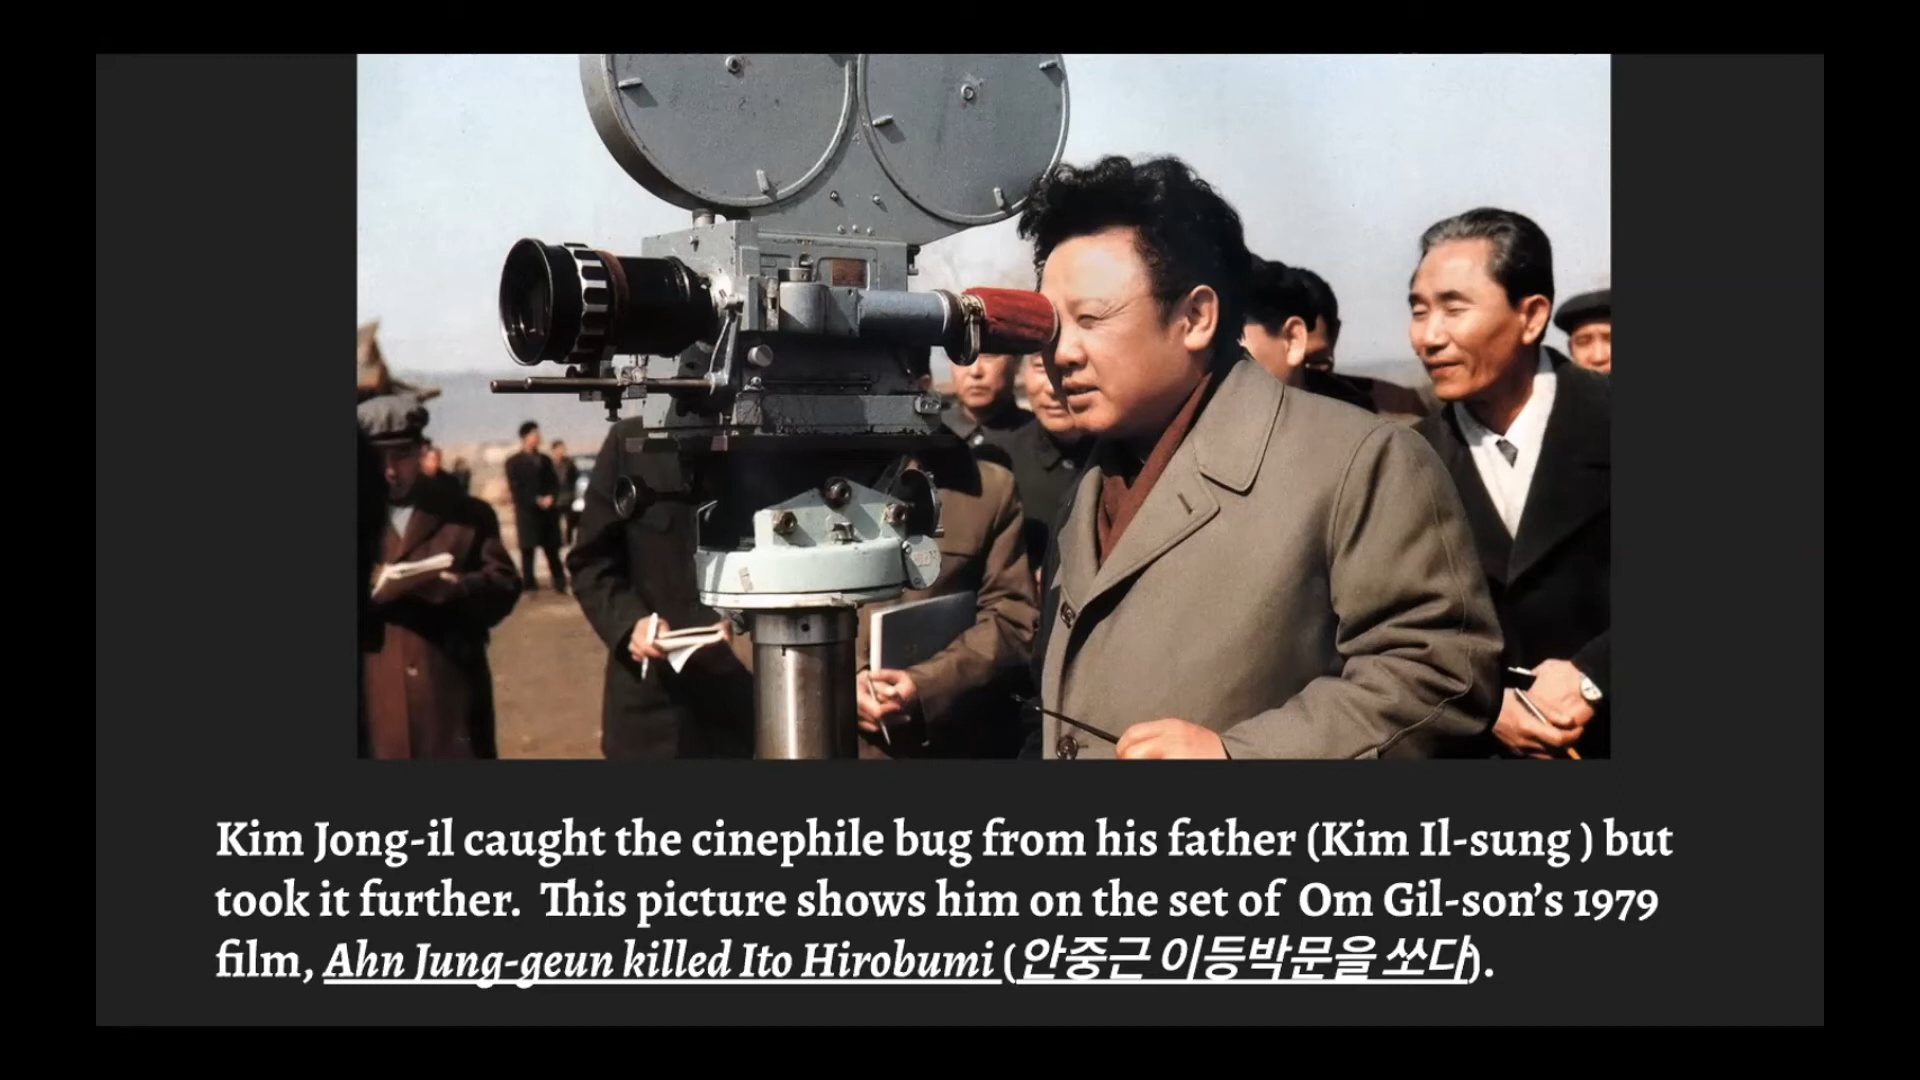 Kim Jong-il caught the cinephile bug from his father (Kim Il-sung ) but
took it further.  This picture shows him on the set of  Om Gil-son’s 1979
film, Ahn Jung-geun killed Ito Hirobumi (안중근 이등박문을 쏘다).